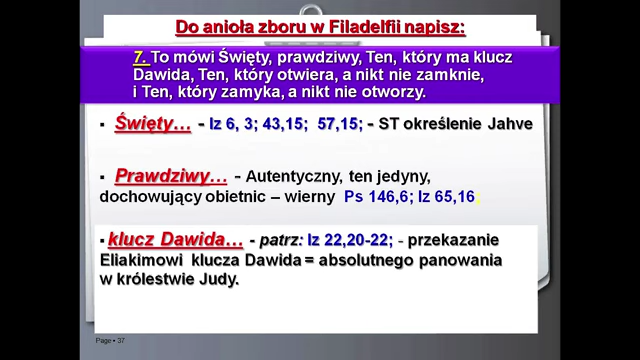 Do anioła zboru w Filadelfii napisz:
7. To mówi Święty, prawdziwy, Ten, który ma klucz
Dawida, Ten, który otwiera, a nikt nie zamknie,
i Ten, który zamyka, a nikt nie otworzy.
▪ Święty… - Iz 6, 3; 43,15; 57,15; - ST określenie Jahve
▪ Prawdziwy… - Autentyczny, ten jedyny,
dochowujący obietnic – wierny Ps 146,6; Iz 65,16;
▪ klucz Dawida… - patrz: Iz 22,20-22; - przekazanie
Eliakimowi klucza Dawida = absolutnego panowania
w królestwie Judy.
Page ▪ 37